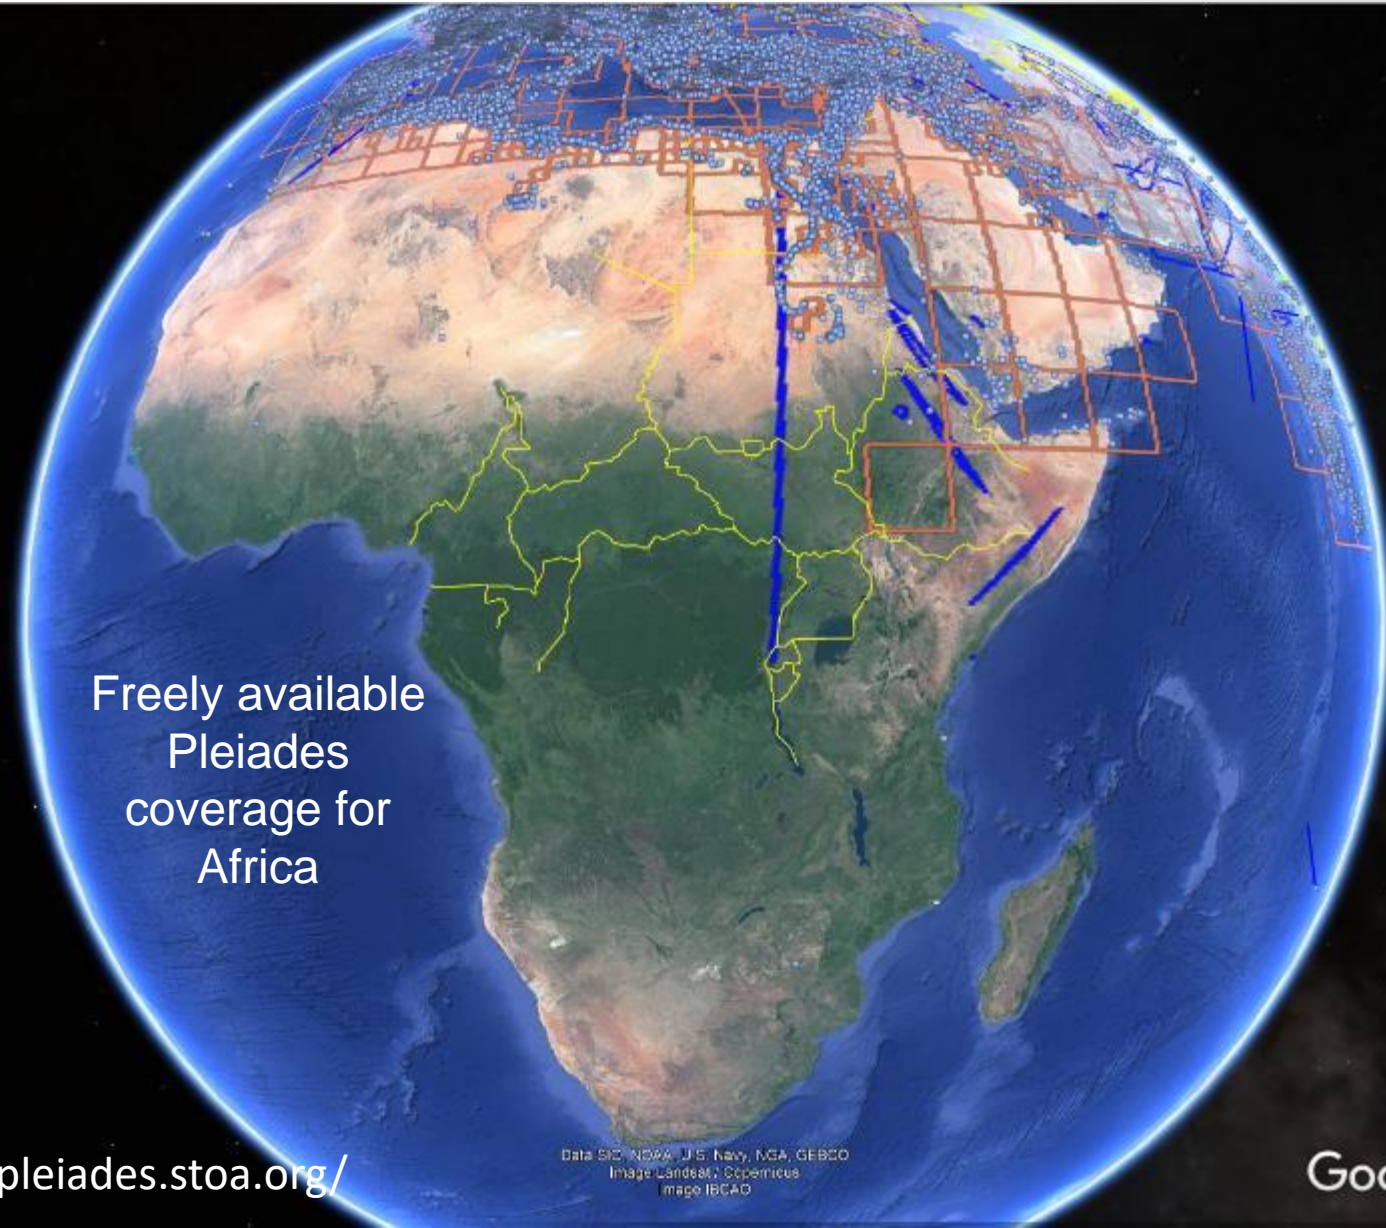 Freely available
Pleiades
coverage for
Africa
Data SIO, NOAA, U.S. Navy, NGA, GEBCO
Image Landsat / Copernicus
Image IBCAO
pleiades.stoa.org/
Goo